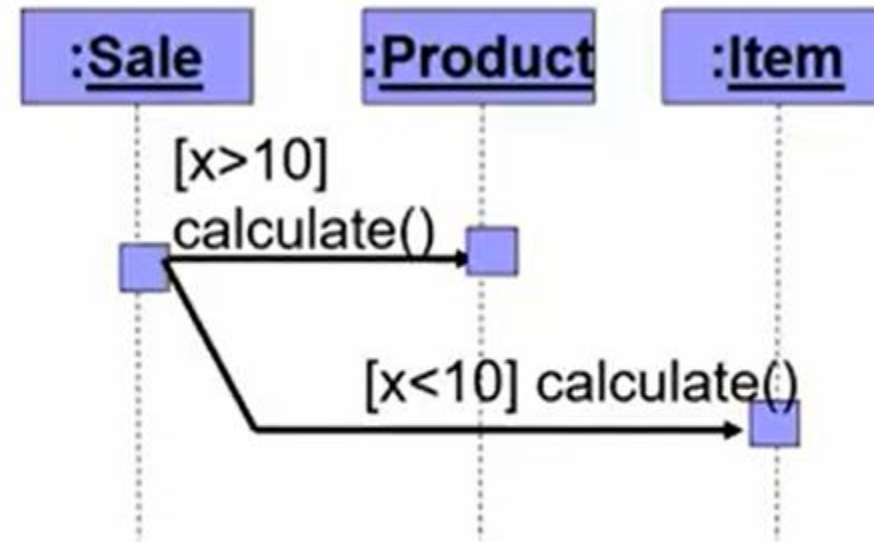 :Sale
:Product
:Item
[x>10]
calculate()
[x<10] calculate()